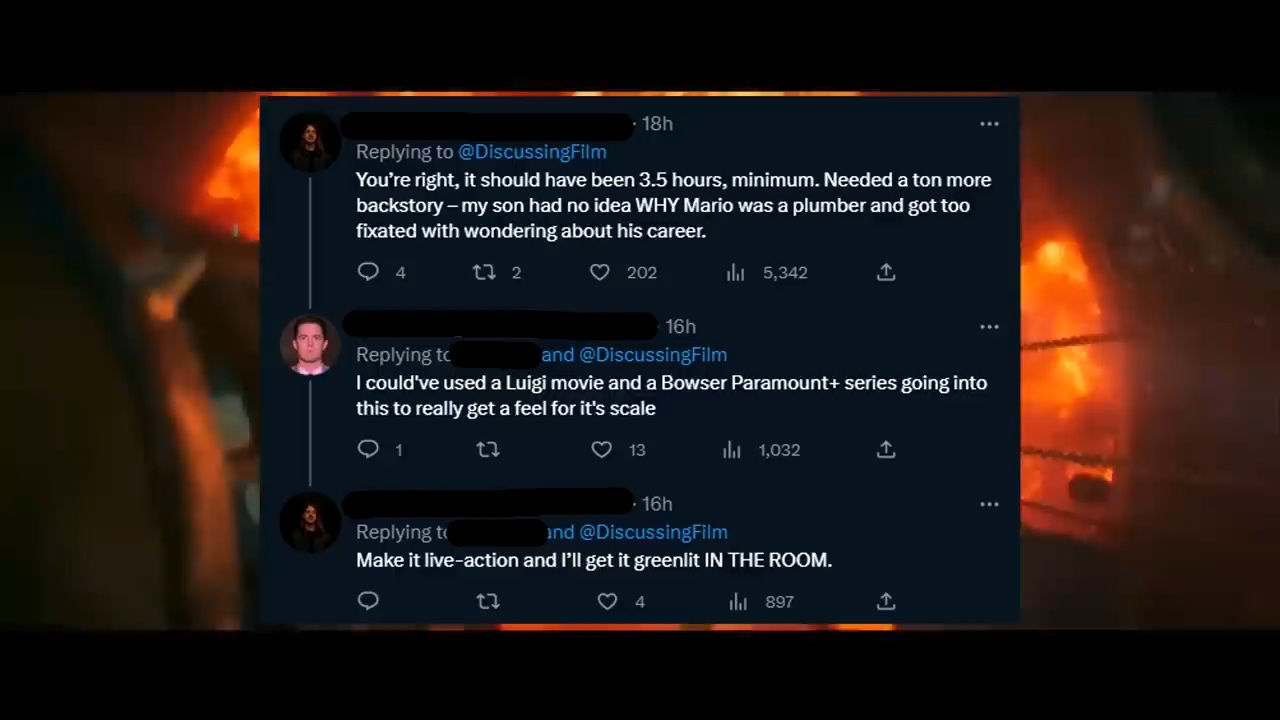 · 18h
Replying to @DiscussingFilm
You’re right, it should have been 3.5 hours, minimum. Needed a ton more
backstory – my son had no idea WHY Mario was a plumber and got too
fixated with wondering about his career.
4 2 202 5,342
· 16h
Replying to and @DiscussingFilm
I could've used a Luigi movie and a Bowser Paramount+ series going into
this to really get a feel for it's scale
1 13 1,032
· 16h
Replying to and @DiscussingFilm
Make it live-action and I’ll get it greenlit IN THE ROOM.
4 897